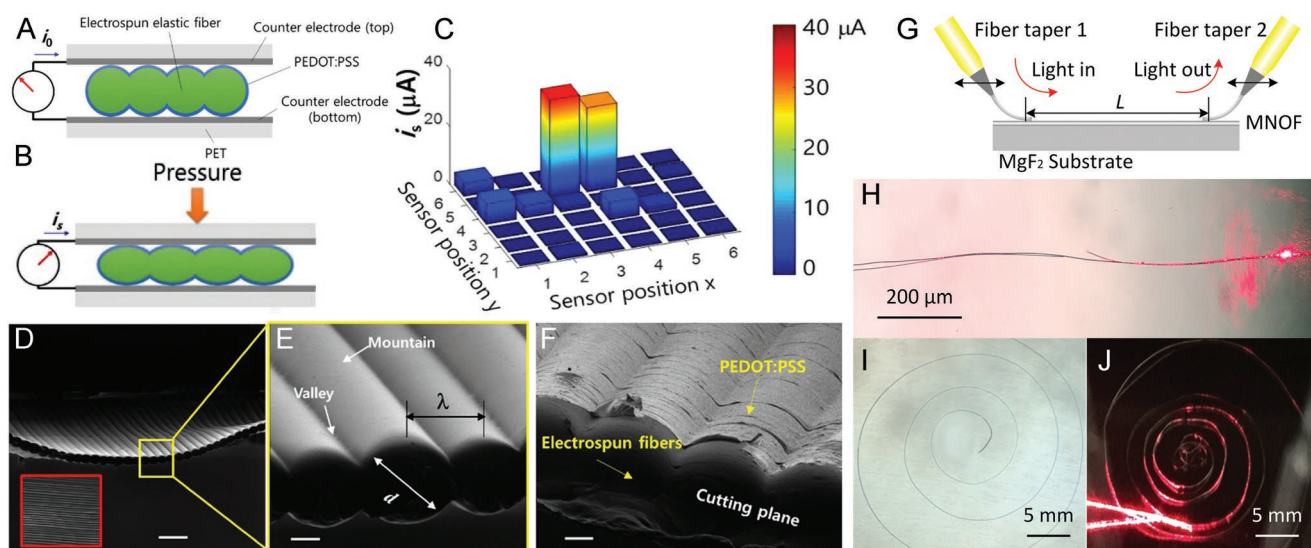 A
Electrospun elastic fiber
Counter electrode (top)
i₀
PEDOT:PSS
Counter electrode
(bottom)
PET
B
Pressure
iₛ
C
40 μA
30
20
10
0
iₛ (μA)
40
20
0
Sensor position y
6
5
4
3
2
1
1
2
3
4
5
6
Sensor position x
D
E
Mountain
Valley
λ
d
F
PEDOT:PSS
Electrospun fibers
Cutting plane
G
Fiber taper 1
Fiber taper 2
Light in
Light out
L
MNOF
MgF₂ Substrate
H
200 μm
I
5 mm
J
5 mm